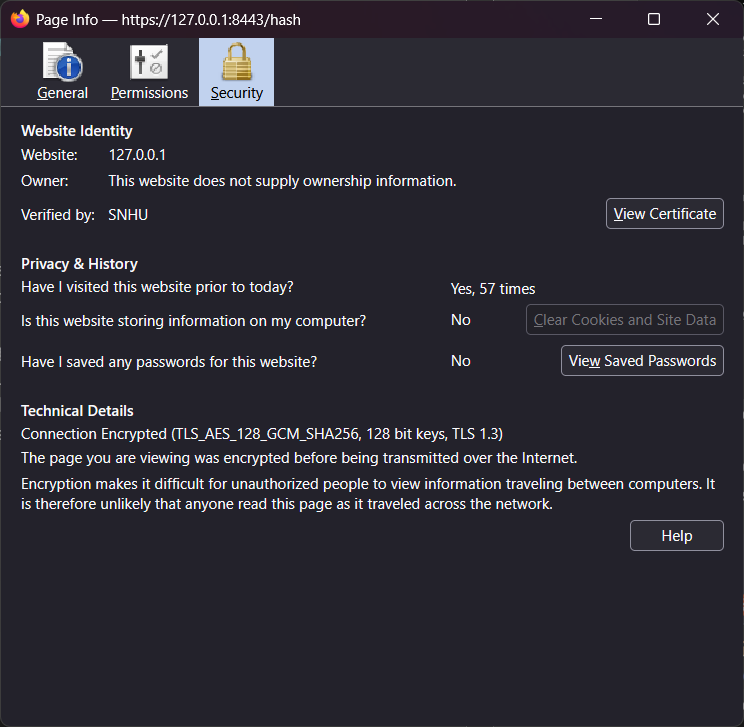 Page Info — https://127.0.0.1:8443/hash
General Permissions Security
Website Identity
Website: 127.0.0.1
Owner: This website does not supply ownership information.
Verified by: SNHU View Certificate
Privacy & History
Have I visited this website prior to today? Yes, 57 times
Is this website storing information on my computer? No Clear Cookies and Site Data
Have I saved any passwords for this website? No View Saved Passwords
Technical Details
Connection Encrypted (TLS_AES_128_GCM_SHA256, 128 bit keys, TLS 1.3)
The page you are viewing was encrypted before being transmitted over the Internet.
Encryption makes it difficult for unauthorized people to view information traveling between computers. It
is therefore unlikely that anyone read this page as it traveled across the network.
Help